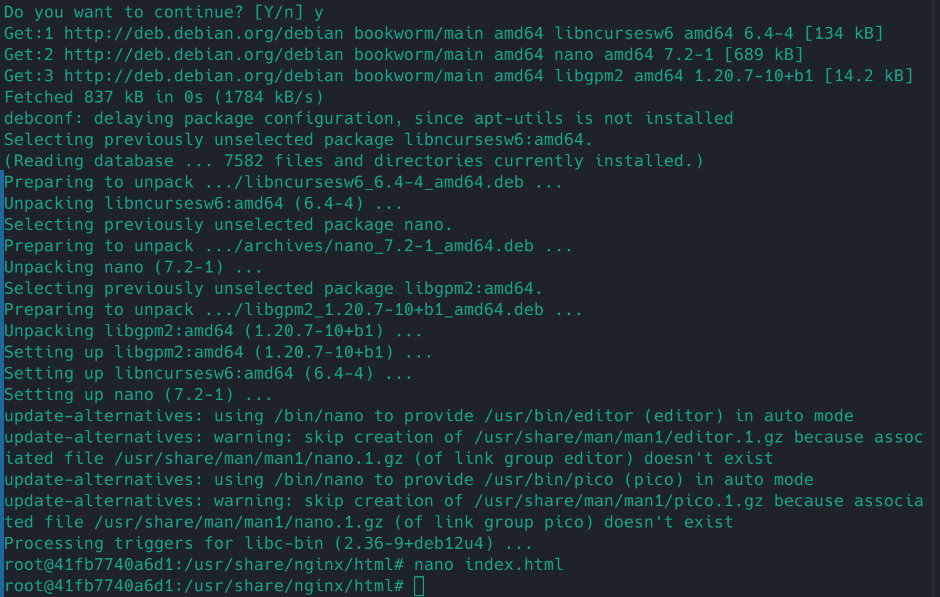 Do you want to continue? [Y/n] y
Get:1 http://deb.debian.org/debian bookworm/main amd64 libncursesw6 amd64 6.4-4 [134 kB]
Get:2 http://deb.debian.org/debian bookworm/main amd64 nano amd64 7.2-1 [689 kB]
Get:3 http://deb.debian.org/debian bookworm/main amd64 libgpm2 amd64 1.20.7-10+b1 [14.2 kB]
Fetched 837 kB in 0s (1784 kB/s)
debconf: delaying package configuration, since apt-utils is not installed
Selecting previously unselected package libncursesw6:amd64.
(Reading database ... 7582 files and directories currently installed.)
Preparing to unpack .../libncursesw6_6.4-4_amd64.deb ...
Unpacking libncursesw6:amd64 (6.4-4) ...
Selecting previously unselected package nano.
Preparing to unpack .../archives/nano_7.2-1_amd64.deb ...
Unpacking nano (7.2-1) ...
Selecting previously unselected package libgpm2:amd64.
Preparing to unpack .../libgpm2_1.20.7-10+b1_amd64.deb ...
Unpacking libgpm2:amd64 (1.20.7-10+b1) ...
Setting up libgpm2:amd64 (1.20.7-10+b1) ...
Setting up libncursesw6:amd64 (6.4-4) ...
Setting up nano (7.2-1) ...
update-alternatives: using /bin/nano to provide /usr/bin/editor (editor) in auto mode
update-alternatives: warning: skip creation of /usr/share/man/man1/editor.1.gz because assoc
iated file /usr/share/man/man1/nano.1.gz (of link group editor) doesn't exist
update-alternatives: using /bin/nano to provide /usr/bin/pico (pico) in auto mode
update-alternatives: warning: skip creation of /usr/share/man/man1/pico.1.gz because associa
ted file /usr/share/man/man1/nano.1.gz (of link group pico) doesn't exist
Processing triggers for libc-bin (2.36-9+deb12u4) ...
root@41fb7740a6d1:/usr/share/nginx/html# nano index.html
root@41fb7740a6d1:/usr/share/nginx/html#